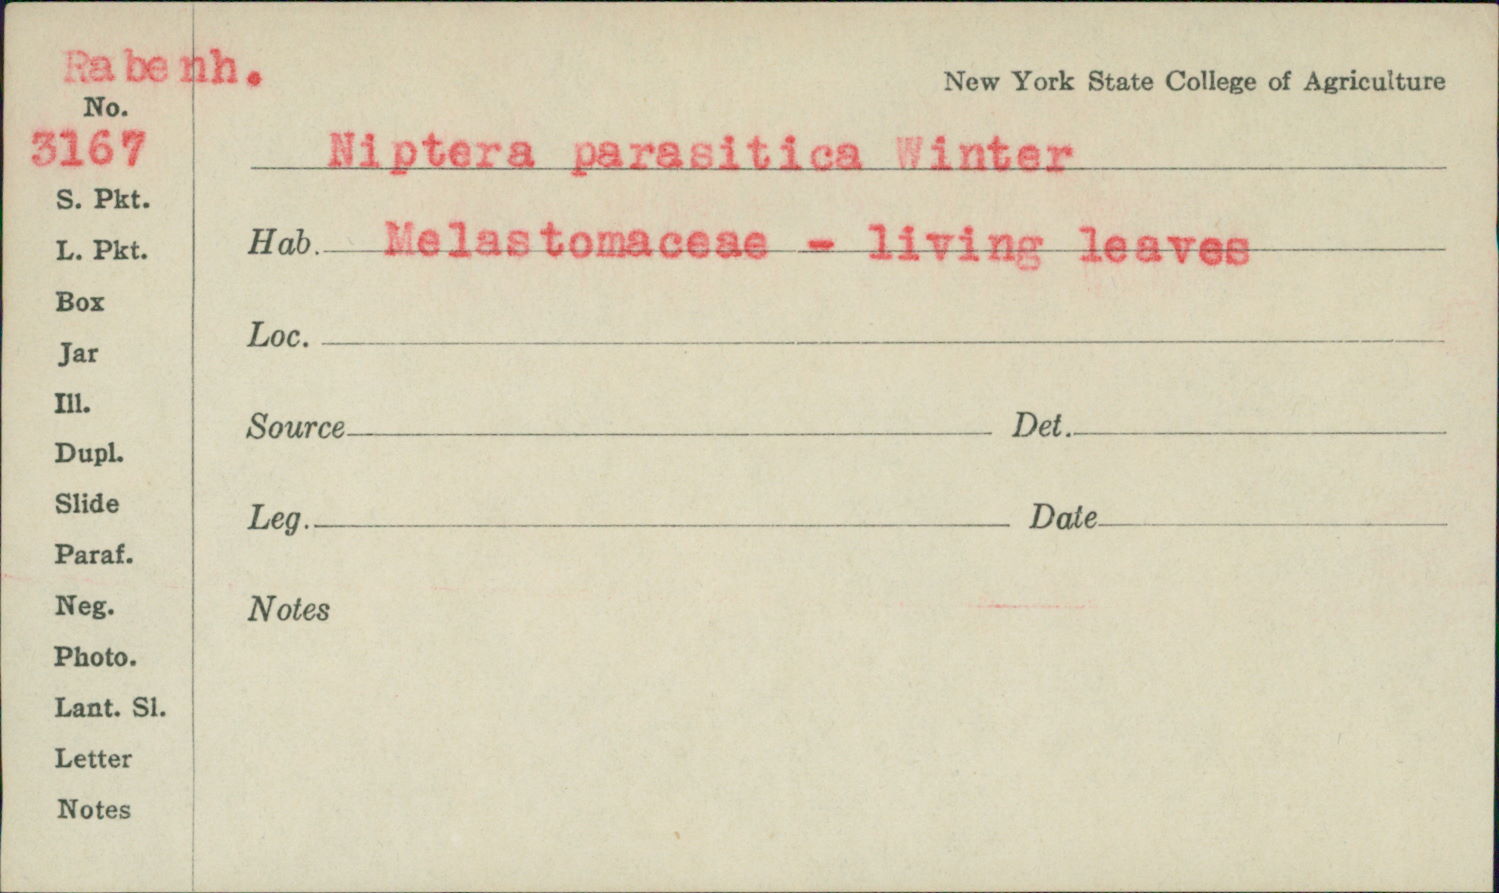 Rabenh.
New York State College of Agriculture
No.
3167
Niptera parasitica Winter
S. Pkt.
Hab. Melastomaceae - living leaves
L. Pkt.
Box
Loc.
Jar
Ill.
Source Det.
Dupl.
Slide
Leg. Date
Paraf.
Neg.
Notes
Photo.
Lant. Sl.
Letter
Notes